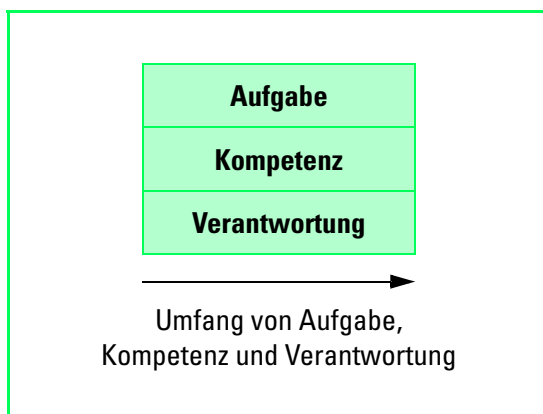 Aufgabe
Kompetenz
Verantwortung
Umfang von Aufgabe,
Kompetenz und Verantwortung